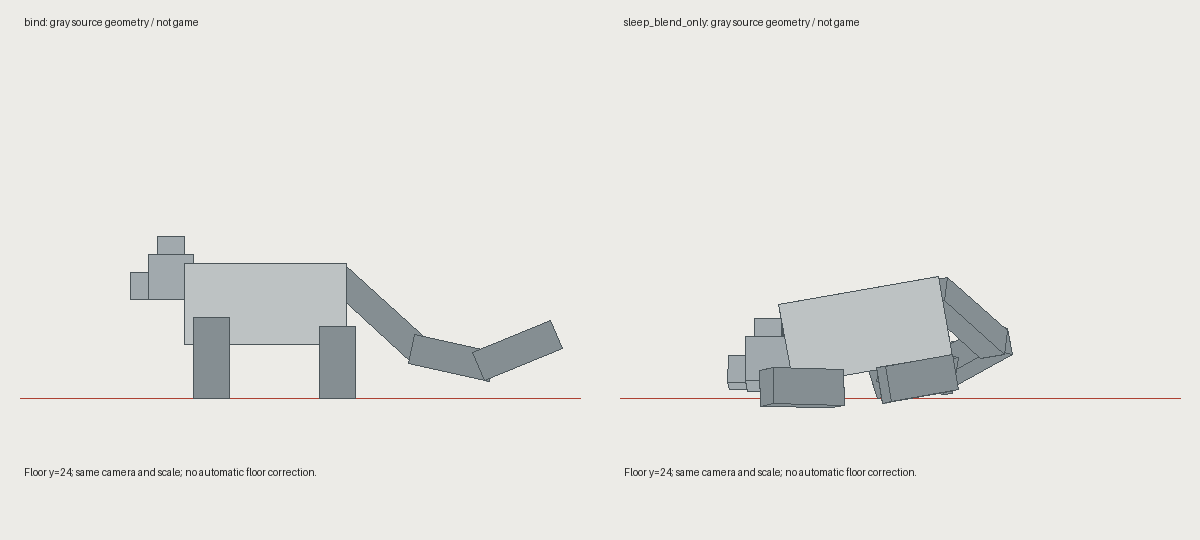 bind: gray source geometry / not game
sleep_blend_only: gray source geometry / not game
Floor y=24; same camera and scale; no automatic floor correction.
Floor y=24; same camera and scale; no automatic floor correction.